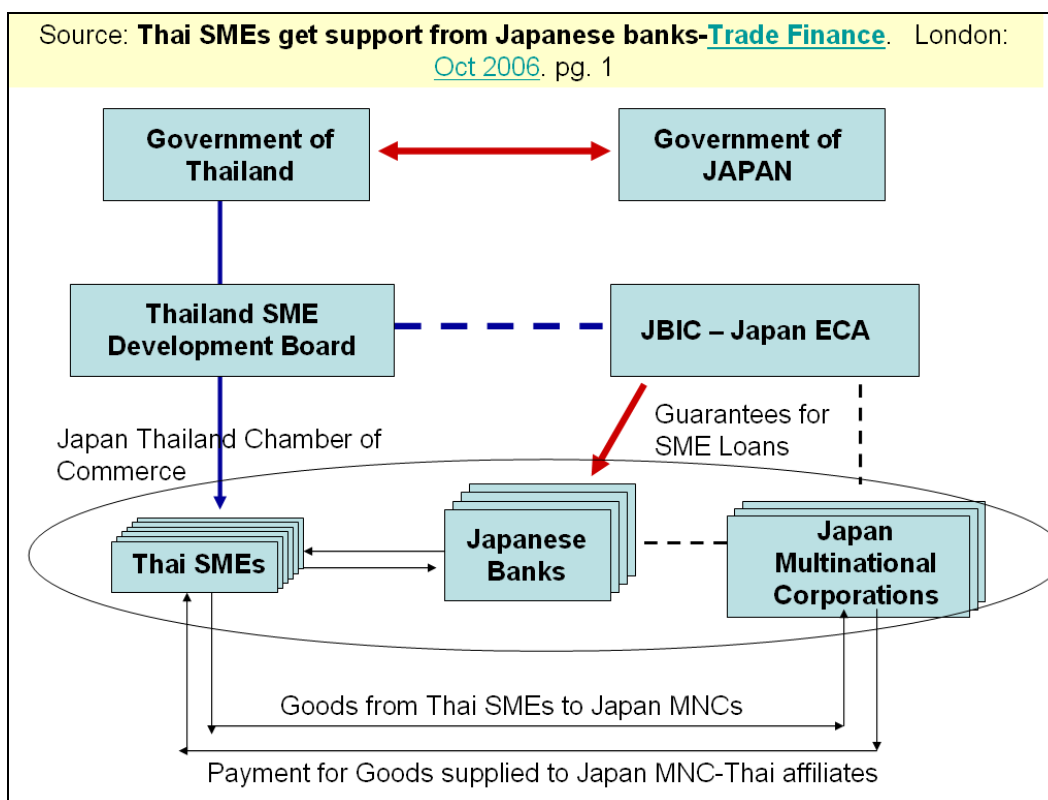 Source: Thai SMEs get support from Japanese banks-Trade Finance. London:
Oct 2006. pg. 1
Government of
Thailand
Government of
JAPAN
Thailand SME
Development Board
JBIC – Japan ECA
Guarantees for
SME Loans
Japan Thailand Chamber of
Commerce
Thai SMEs
Japanese
Banks
Japan
Multinational
Corporations
Goods from Thai SMEs to Japan MNCs
Payment for Goods supplied to Japan MNC-Thai affiliates